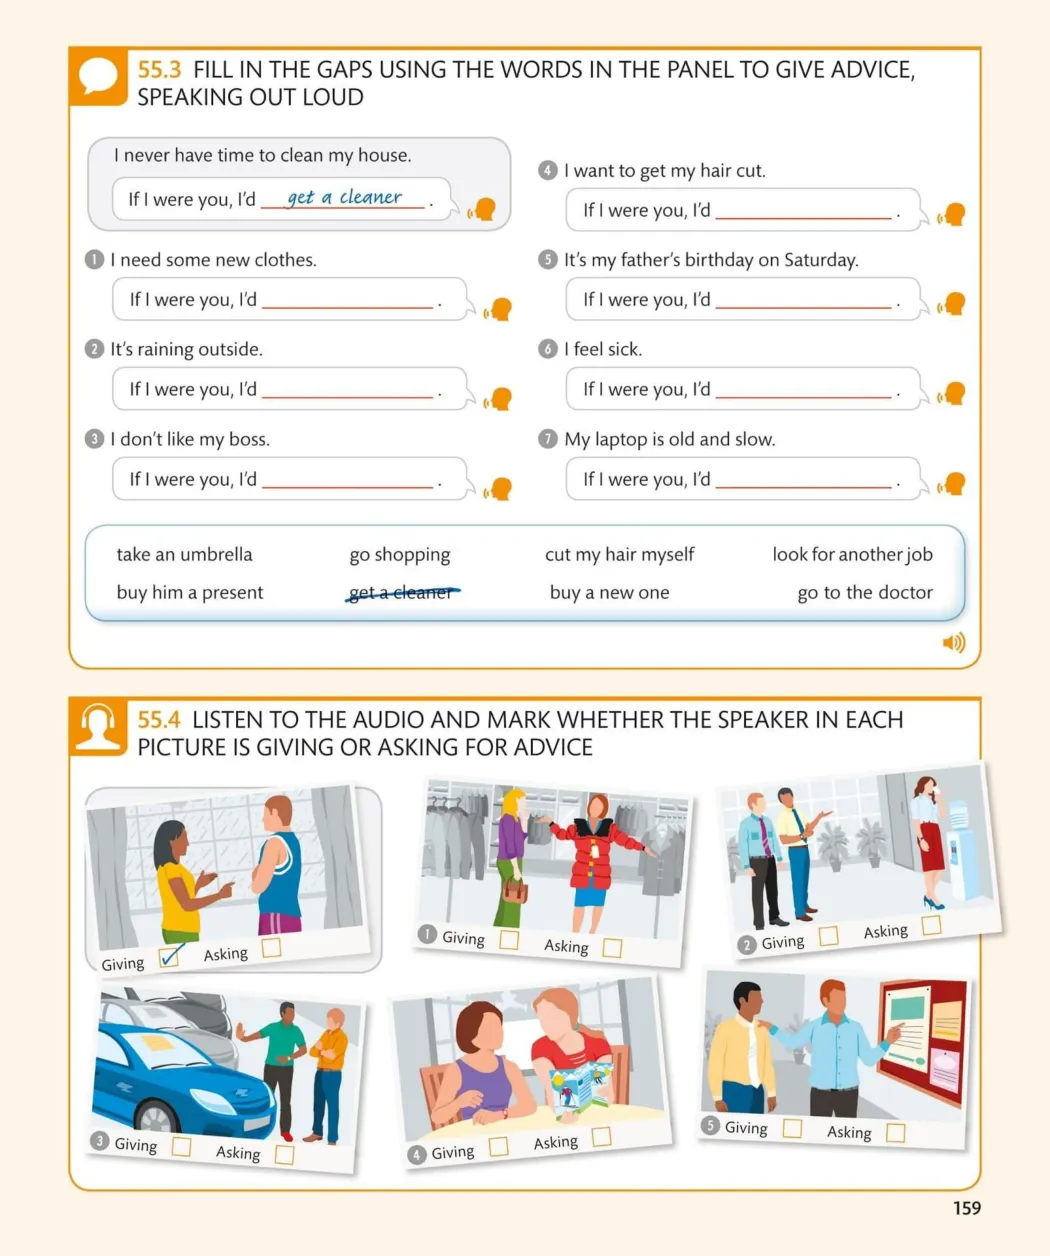 55.3 FILL IN THE GAPS USING THE WORDS IN THE PANEL TO GIVE ADVICE,
SPEAKING OUT LOUD
I never have time to clean my house.
If I were you, I'd get a cleaner .
1 I need some new clothes.
If I were you, I'd ________ .
2 It's raining outside.
If I were you, I'd ________ .
3 I don't like my boss.
If I were you, I'd ________ .
4 I want to get my hair cut.
If I were you, I'd ________ .
5 It's my father's birthday on Saturday.
If I were you, I'd ________ .
6 I feel sick.
If I were you, I'd ________ .
7 My laptop is old and slow.
If I were you, I'd ________ .
take an umbrella go shopping cut my hair myself look for another job
buy him a present get a cleaner buy a new one go to the doctor
55.4 LISTEN TO THE AUDIO AND MARK WHETHER THE SPEAKER IN EACH
PICTURE IS GIVING OR ASKING FOR ADVICE
Giving ✓ Asking
1 Giving Asking
2 Giving Asking
3 Giving Asking
4 Giving Asking
5 Giving Asking
159